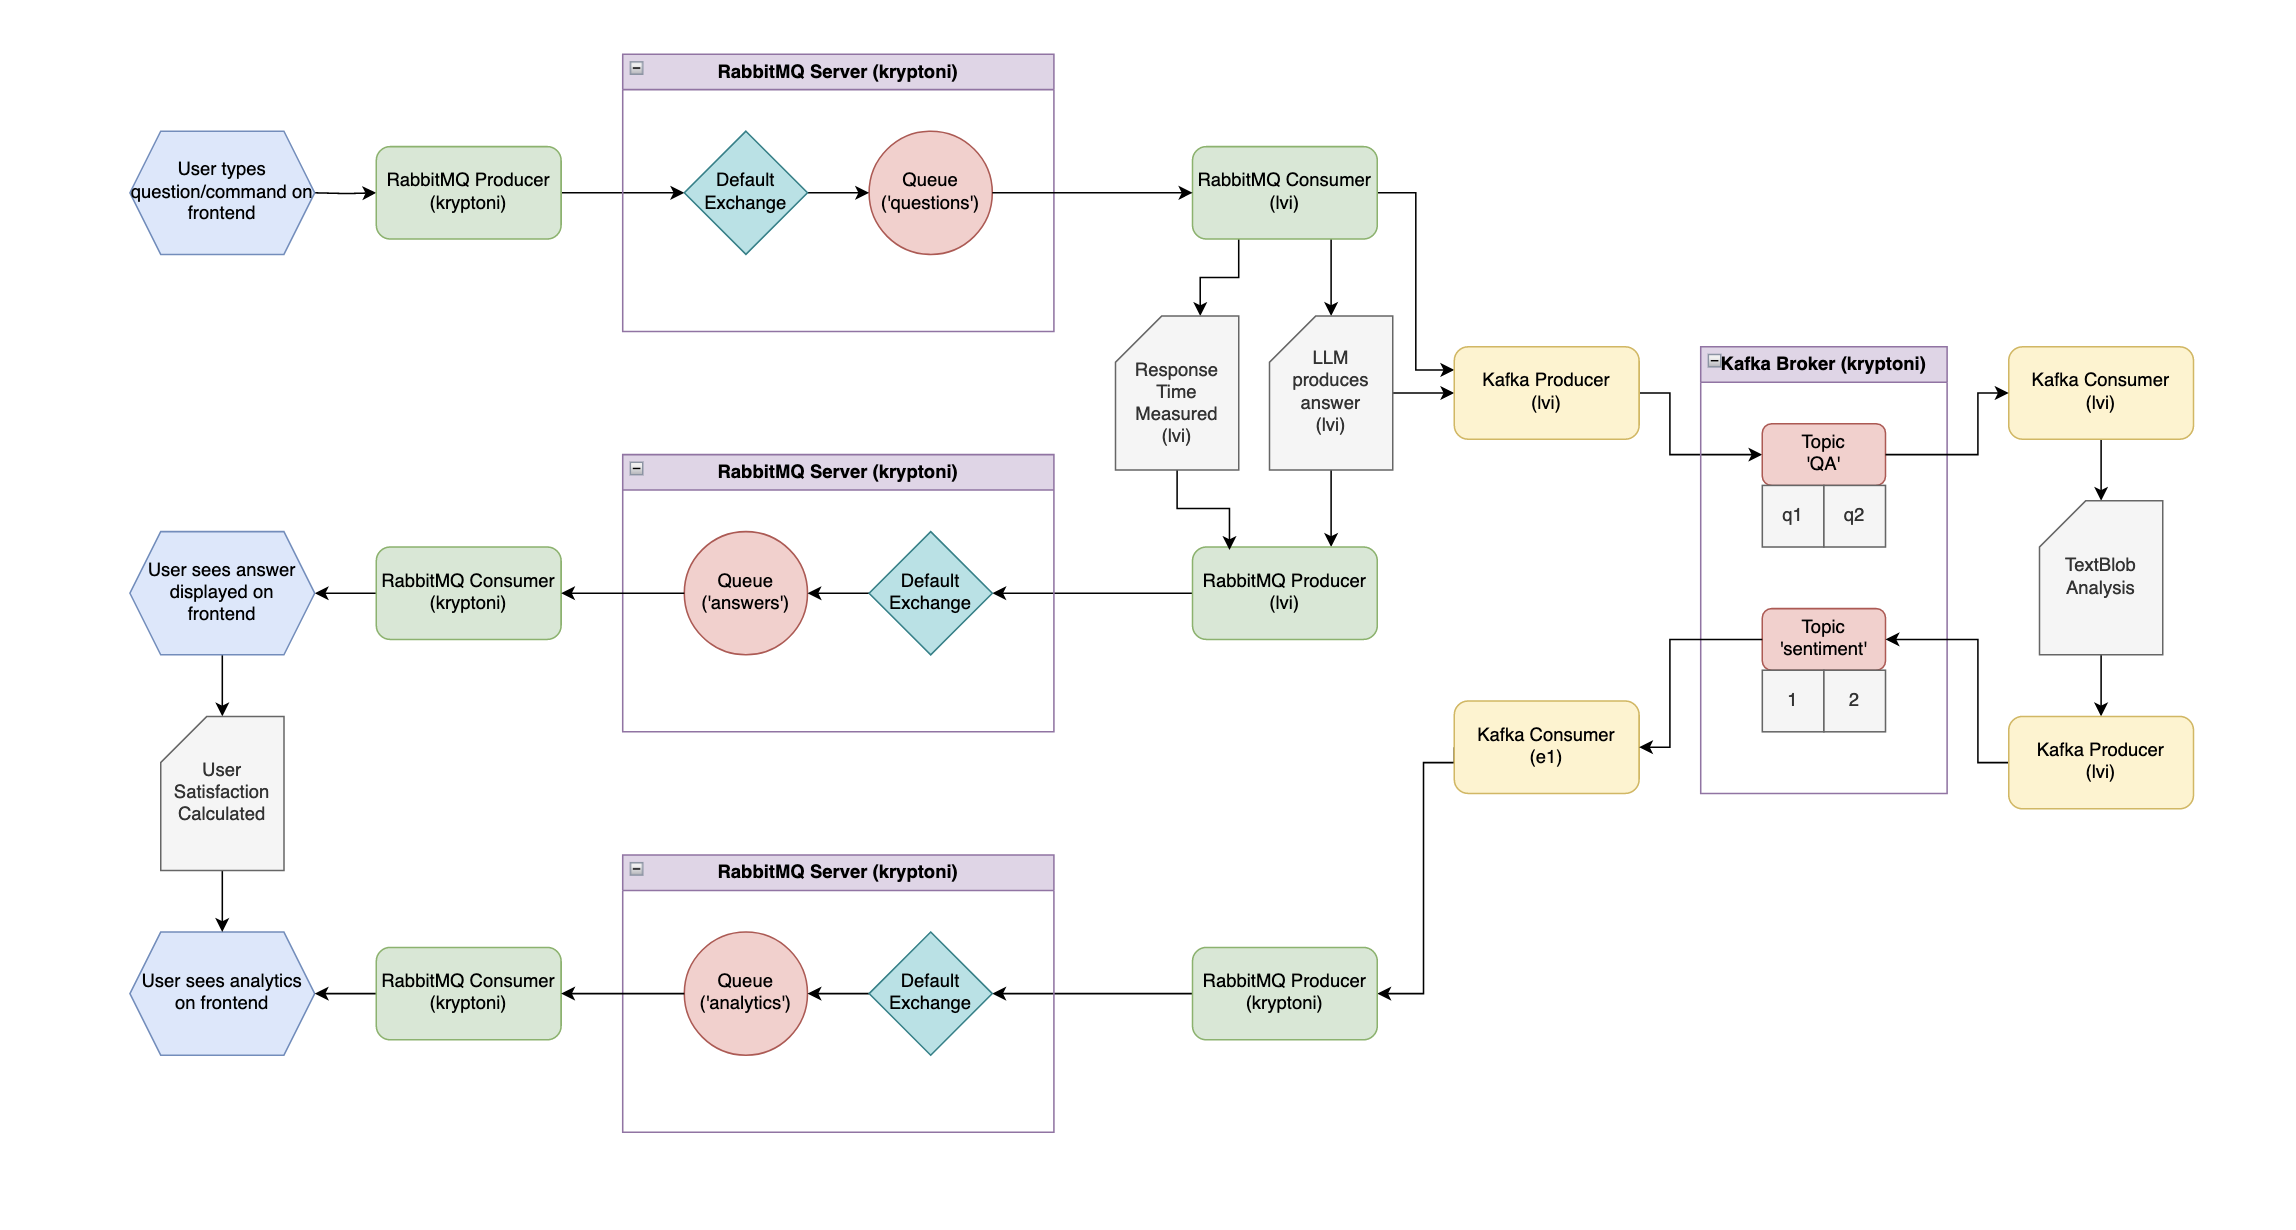 RabbitMQ Server (kryptoni)
User types
question/command on
frontend
RabbitMQ Producer
(kryptoni)
Default
Exchange
Queue
('questions')
RabbitMQ Consumer
(lvi)
Response
Time
Measured
(lvi)
LLM
produces
answer
(lvi)
Kafka Producer
(lvi)
Kafka Broker (kryptoni)
Topic
'QA'
q1
q2
Kafka Consumer
(lvi)
TextBlob
Analysis
Kafka Producer
(lvi)
Topic
'sentiment'
1
2
Kafka Consumer
(e1)
RabbitMQ Server (kryptoni)
User sees answer
displayed on
frontend
RabbitMQ Consumer
(kryptoni)
Queue
('answers')
Default
Exchange
RabbitMQ Producer
(lvi)
User
Satisfaction
Calculated
RabbitMQ Server (kryptoni)
User sees analytics
on frontend
RabbitMQ Consumer
(kryptoni)
Queue
('analytics')
Default
Exchange
RabbitMQ Producer
(kryptoni)